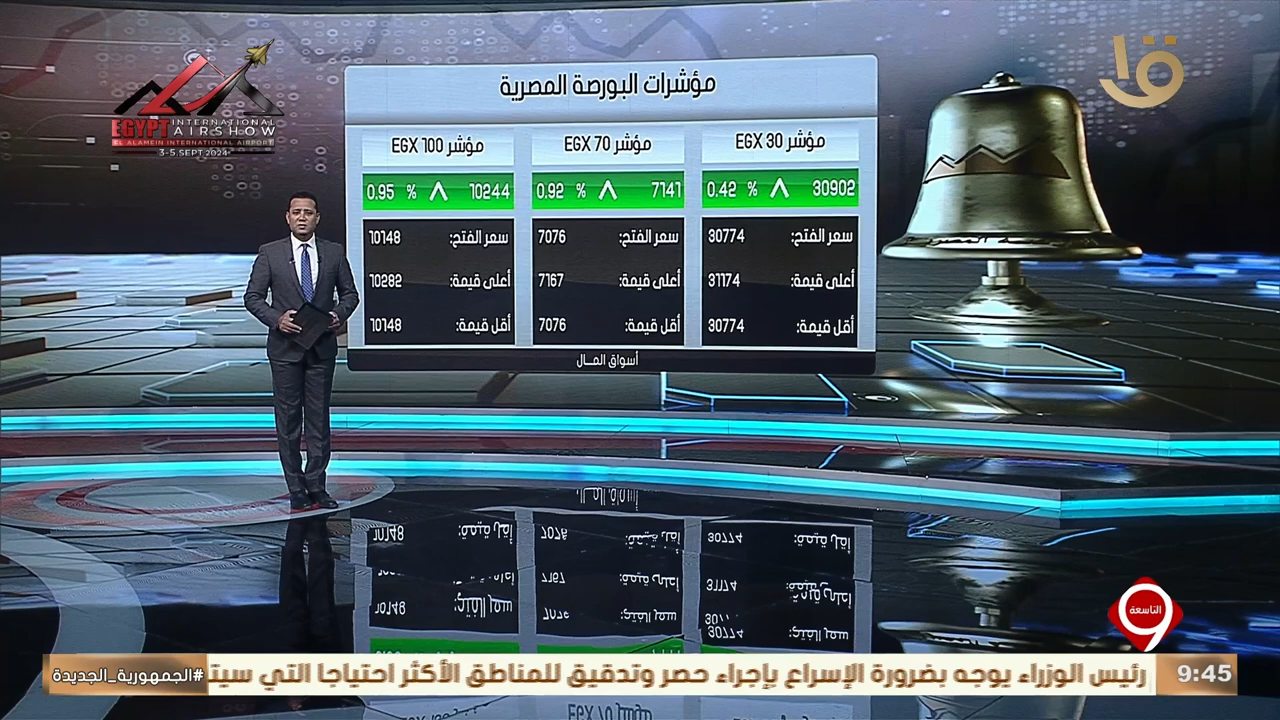 EGYPT INTERNATIONAL AIRSHOW
EL ALAMEIN INTERNATIONAL AIRPORT
3-5.SEPT 2024
مؤشرات البورصة المصرية
مؤشر EGX 30
30902 % 0.42
سعر الفتح: 30774
أعلى قيمة: 31174
أقل قيمة: 30774
مؤشر EGX 70
7141 % 0.92
سعر الفتح: 7076
أعلى قيمة: 7167
أقل قيمة: 7076
مؤشر EGX 100
10244 % 0.95
سعر الفتح: 10148
أعلى قيمة: 10282
أقل قيمة: 10148
أسواق المـال
التاسعة
9
9:45
رئيس الوزراء يوجه بضرورة الإسراع بإجراء حصر وتدقيق للمناطق الأكثر احتياجا التي سيتا
#الجمهورية_الجديدة